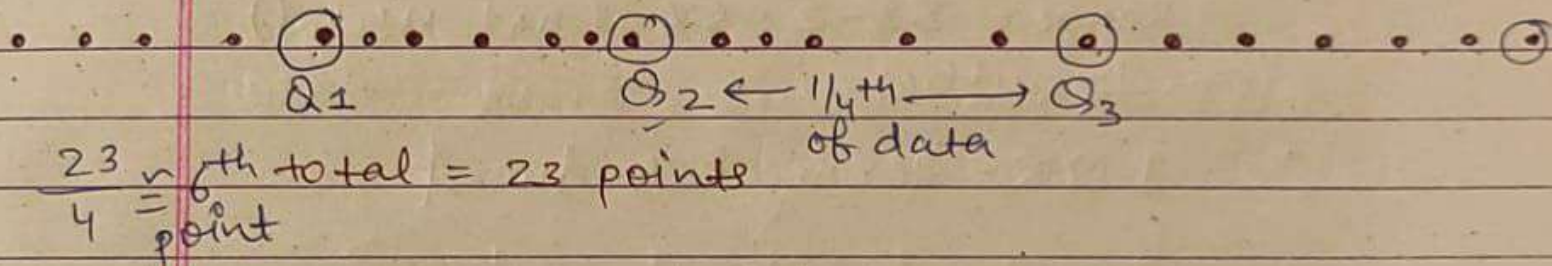 Q1 Q2 ← 1/4th → Q3
of data
23/4 ≈ 6th point
total = 23 points